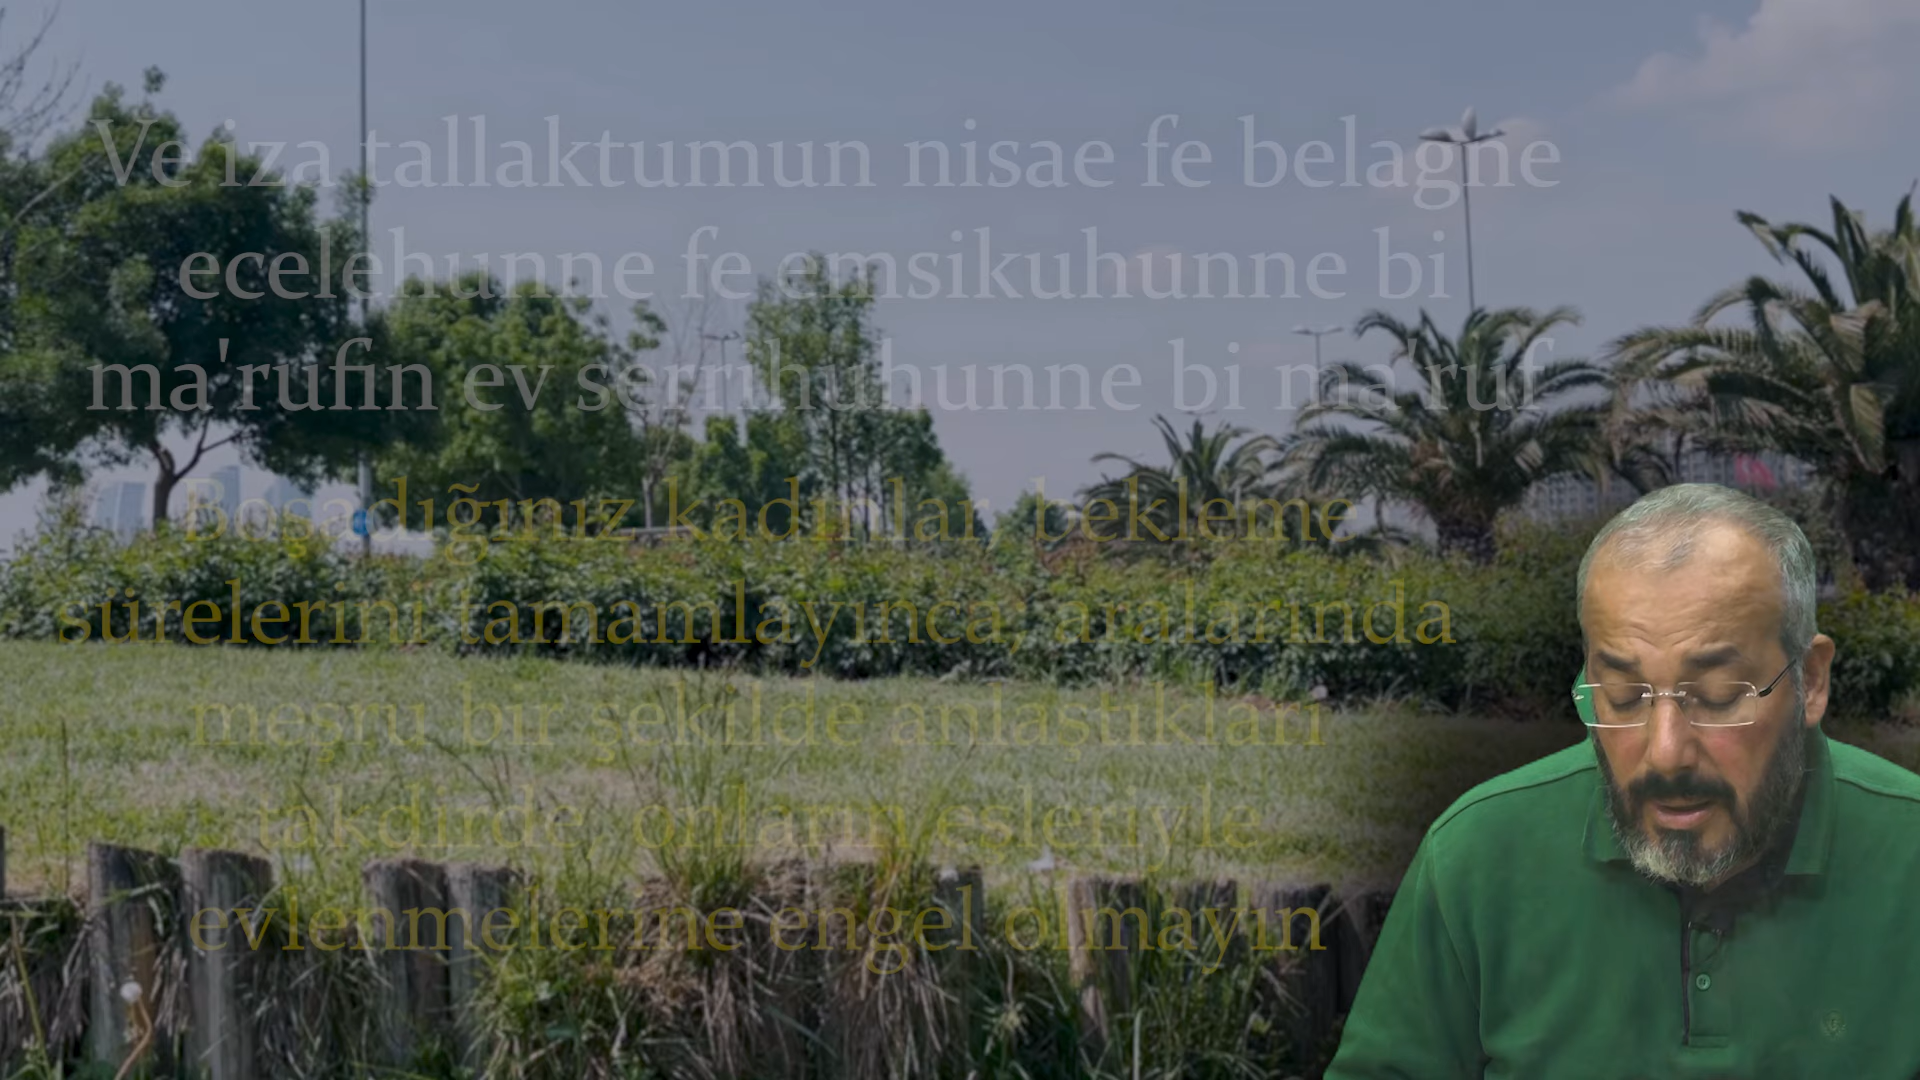 Ve iza tallaktumun nisae fe belagne
ecelehunne fe emsikuhunne bi
ma'rufin ev serrihuhunne bi ma'ruf
Boşadığınız kadınlar, bekleme
sürelerini tamamlayınca; aralarında
meşru bir şekilde anlaştıkları
takdirde, onların eşleriyle
evlenmelerine engel olmayın